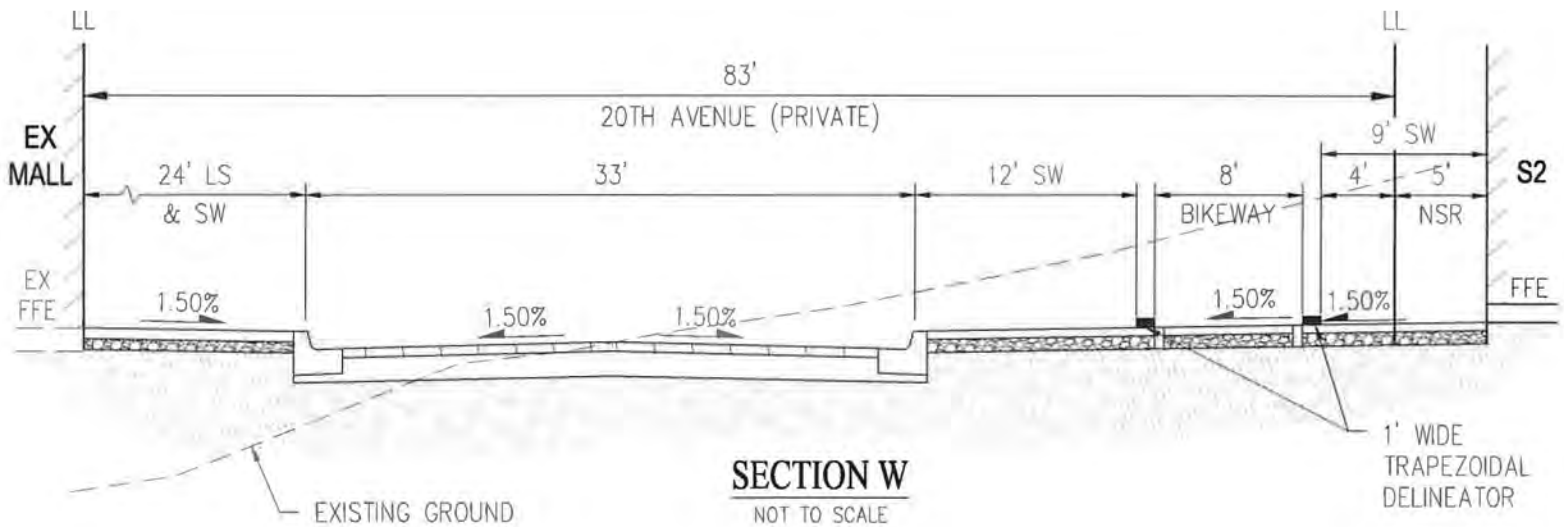 LL
LL
83'
20TH AVENUE (PRIVATE)
EX
MALL
24' LS
& SW
33'
12' SW
8'
BIKEWAY
9' SW
4'
5'
NSR
S2
EX
FFE
1.50%
1.50%
1.50%
1.50%
1.50%
FFE
1' WIDE
TRAPEZOIDAL
DELINEATOR
EXISTING GROUND
SECTION W
NOT TO SCALE